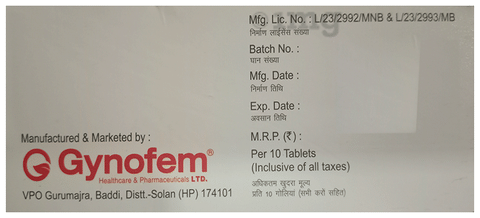 Mfg. Lic. No. : L/23/2992/MNB & L/23/2993/MB
निर्माण लाईसेंस संख्या
Batch No. :
यान संख्या
Mfg. Date :
निर्माण तिथि
Exp. Date :
अवसान तिथि
M.R.P. (₹) :
Per 10 Tablets
(Inclusive of all taxes)
अधिकतम खुदरा मूल्य
प्रति 10 गोलियां (सभी करों सहित)
Manufactured & Marketed by :
Gynofem®
Healthcare & Pharmaceuticals LTD.
VPO Gurumajra, Baddi, Distt.-Solan (HP) 174101